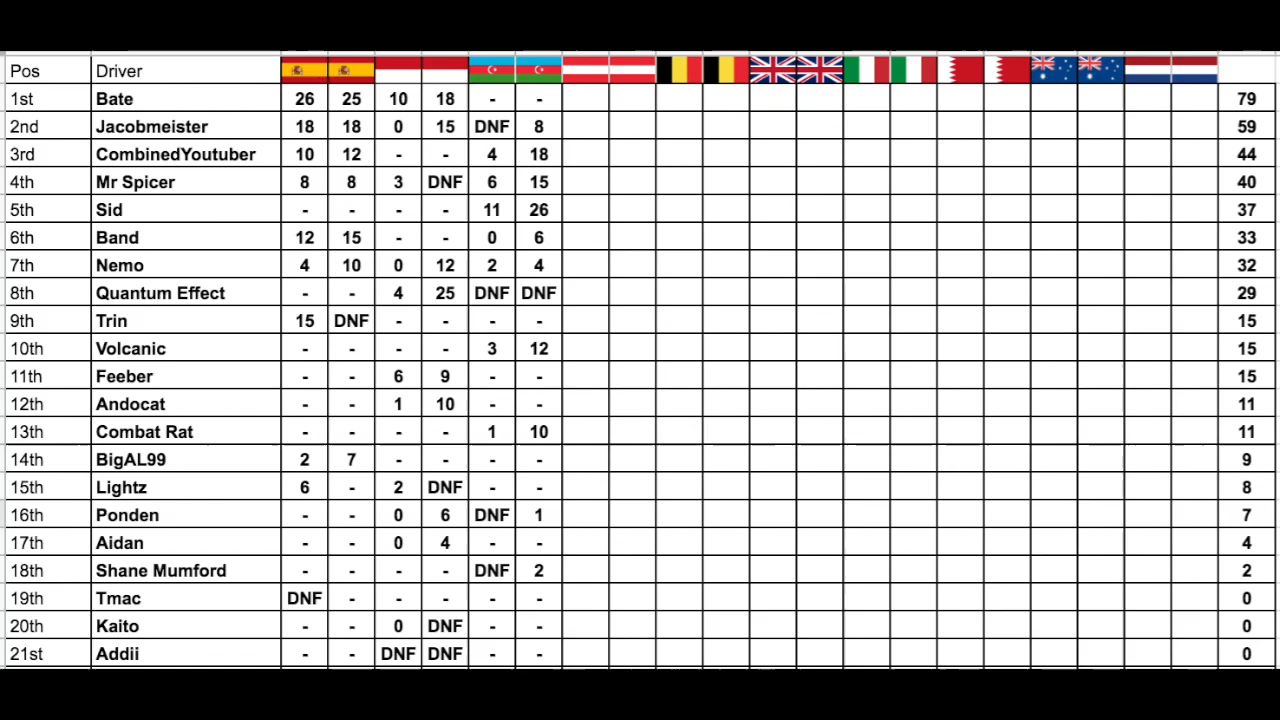 Pos Driver
1st Bate 26 25 10 18 - - 79
2nd Jacobmeister 18 18 0 15 DNF 8 59
3rd CombinedYoutuber 10 12 - - 4 18 44
4th Mr Spicer 8 8 3 DNF 6 15 40
5th Sid - - - - 11 26 37
6th Band 12 15 - - 0 6 33
7th Nemo 4 10 0 12 2 4 32
8th Quantum Effect - - 4 25 DNF DNF 29
9th Trin 15 DNF - - - - 15
10th Volcanic - - - - 3 12 15
11th Feeber - - 6 9 - - 15
12th Andocat - - 1 10 - - 11
13th Combat Rat - - - - 1 10 11
14th BigAL99 2 7 - - - - 9
15th Lightz 6 - 2 DNF - - 8
16th Ponden - - 0 6 DNF 1 7
17th Aidan - - 0 4 - - 4
18th Shane Mumford - - - - DNF 2 2
19th Tmac DNF - - - - - 0
20th Kaito - - 0 DNF - - 0
21st Addii - - DNF DNF - - 0